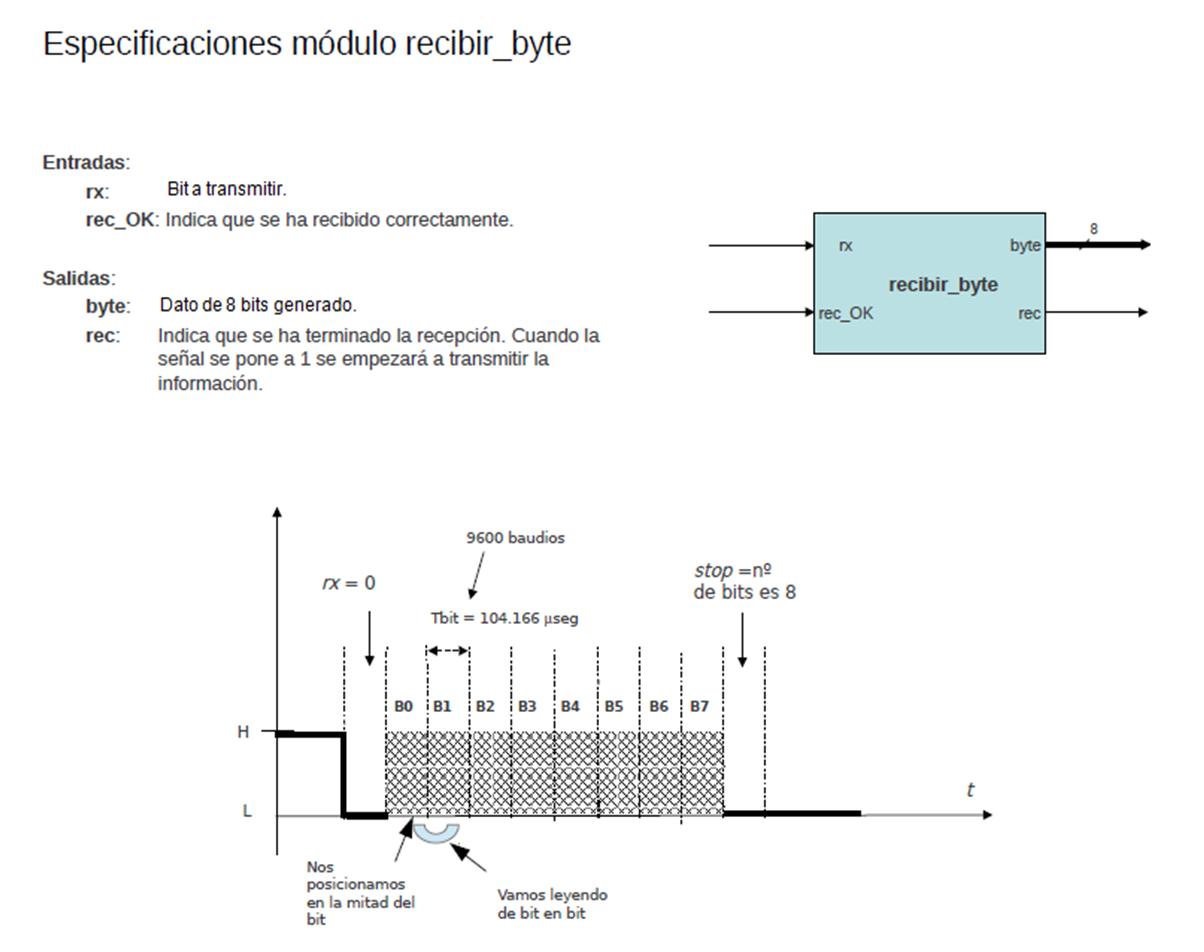 Especificaciones módulo recibir_byte
Entradas:
rx: Bit a transmitir.
rec_OK: Indica que se ha recibido correctamente.
Salidas:
byte: Dato de 8 bits generado.
rec: Indica que se ha terminado la recepción. Cuando la
señal se pone a 1 se empezará a transmitir la
información.
rx
rec_OK
recibir_byte
byte
rec
8
9600 baudios
rx = 0
Tbit = 104.166 µseg
stop =nº
de bits es 8
B0 B1 B2 B3 B4 B5 B6 B7
H
L
t
Nos
posicionamos
en la mitad del
bit
Vamos leyendo
de bit en bit